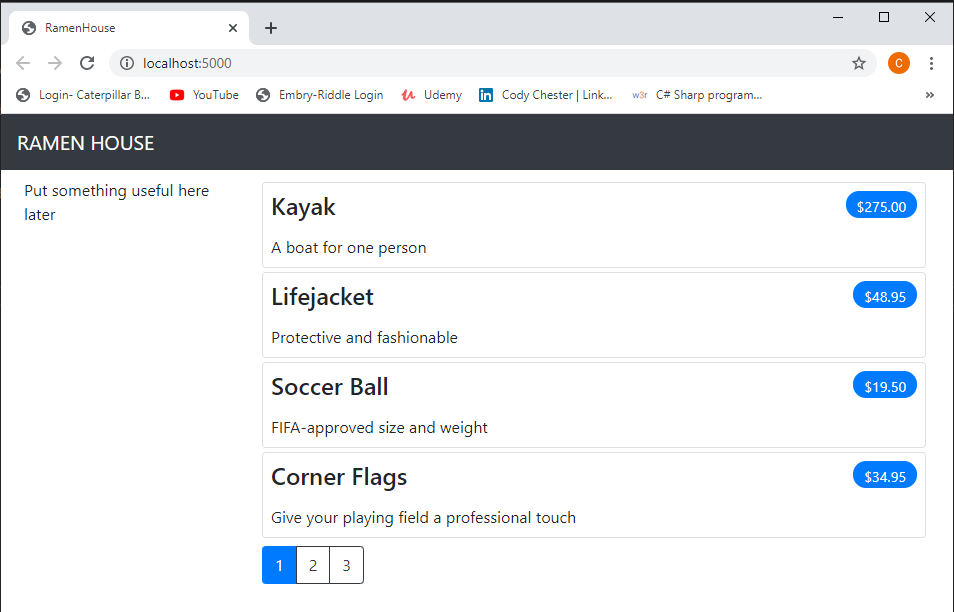 RamenHouse
localhost:5000
C
Login- Caterpillar B... YouTube Embry-Riddle Login Udemy Cody Chester | Link... w3r C# Sharp program... »
RAMEN HOUSE
Put something useful here
later
Kayak $275.00
A boat for one person
Lifejacket $48.95
Protective and fashionable
Soccer Ball $19.50
FIFA-approved size and weight
Corner Flags $34.95
Give your playing field a professional touch
1 2 3